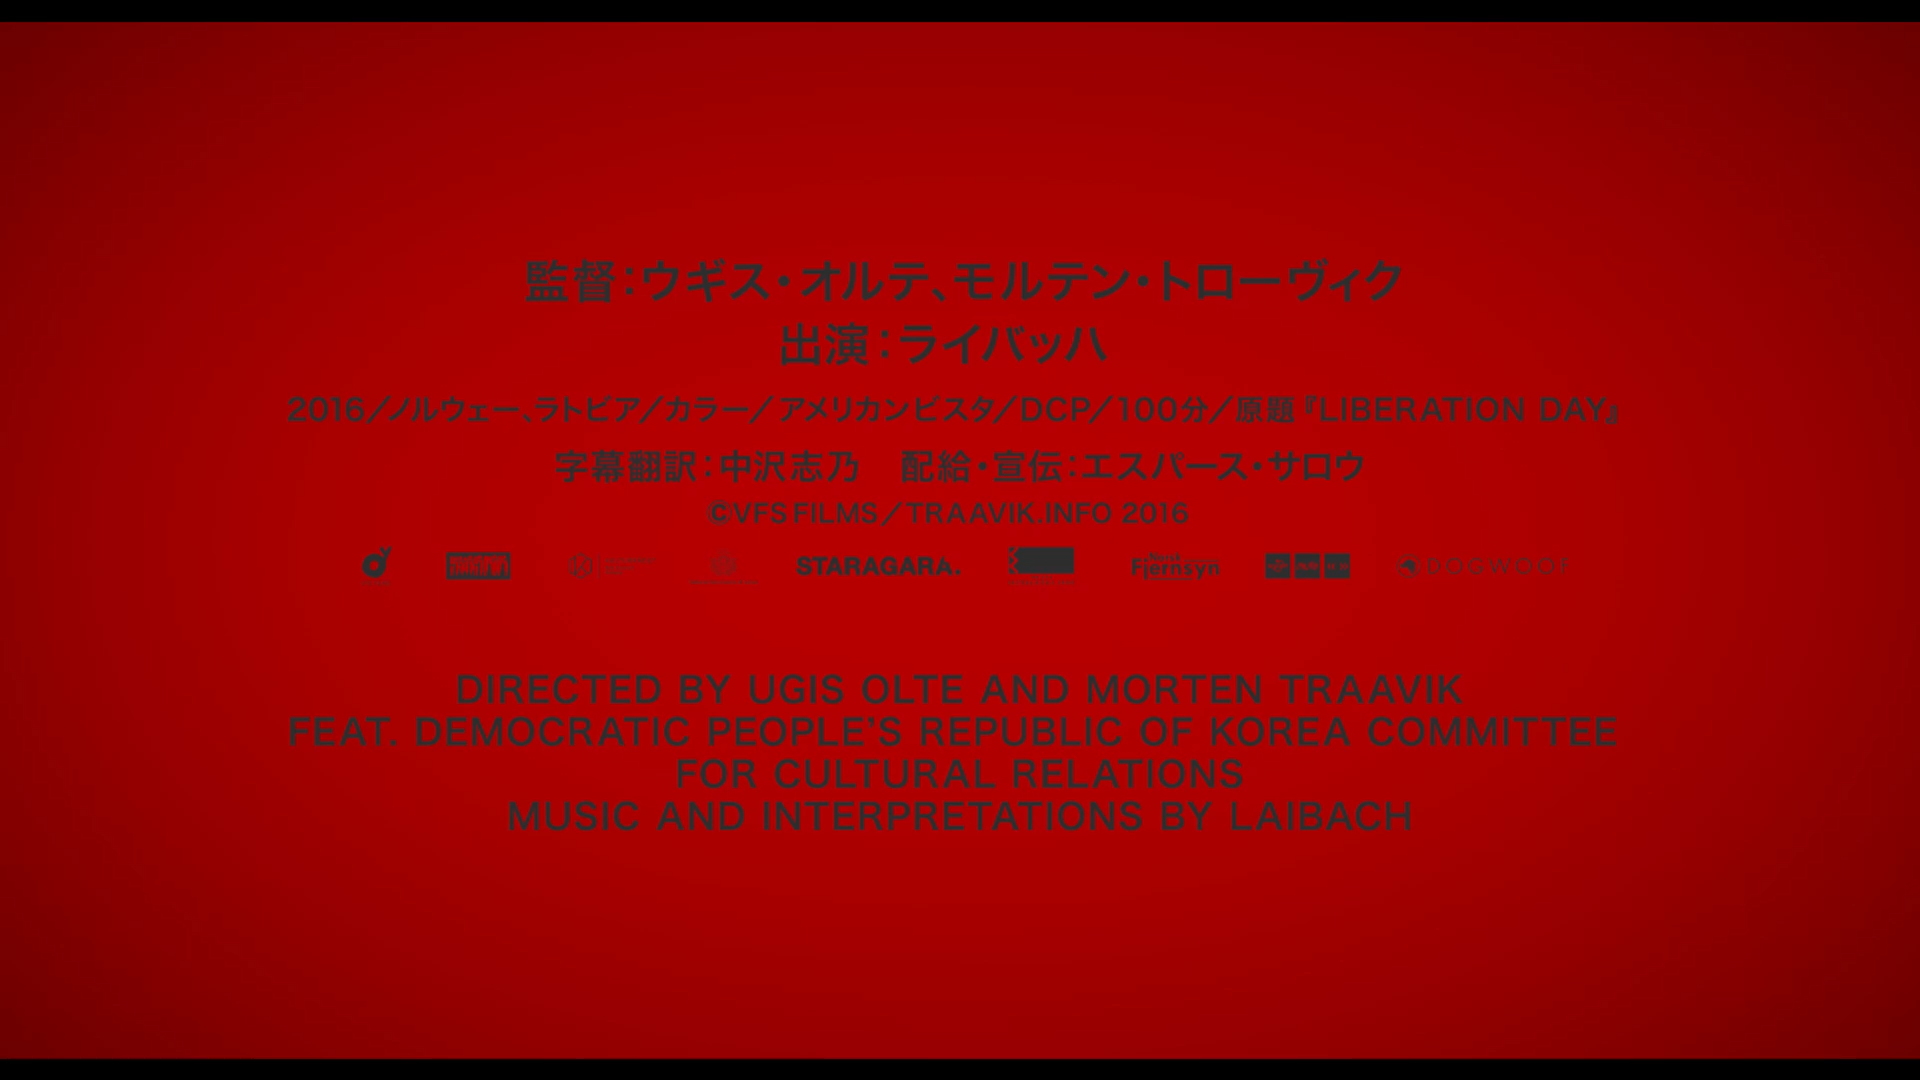 監督：ウギス・オルテ、モルテン・トローヴィク
出演：ライバッハ
2016／ノルウェー、ラトビア／カラー／アメリカンビスタ／DCP／100分／原題『LIBERATION DAY』
字幕翻訳：中沢志乃　配給・宣伝：エスパース・サロウ
©VFS FILMS／TRAAVIK.INFO 2016
STARAGARA. Norsk Fjernsyn DOGWOOF
DIRECTED BY UGIS OLTE AND MORTEN TRAAVIK
FEAT. DEMOCRATIC PEOPLE'S REPUBLIC OF KOREA COMMITTEE
FOR CULTURAL RELATIONS
MUSIC AND INTERPRETATIONS BY LAIBACH